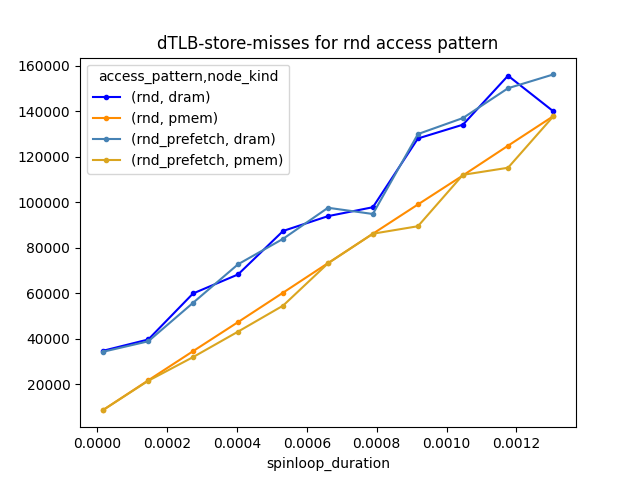 dTLB-store-misses for rnd access pattern
access_pattern,node_kind
(rnd, dram)
(rnd, pmem)
(rnd_prefetch, dram)
(rnd_prefetch, pmem)
160000
140000
120000
100000
80000
60000
40000
20000
0.0000 0.0002 0.0004 0.0006 0.0008 0.0010 0.0012
spinloop_duration